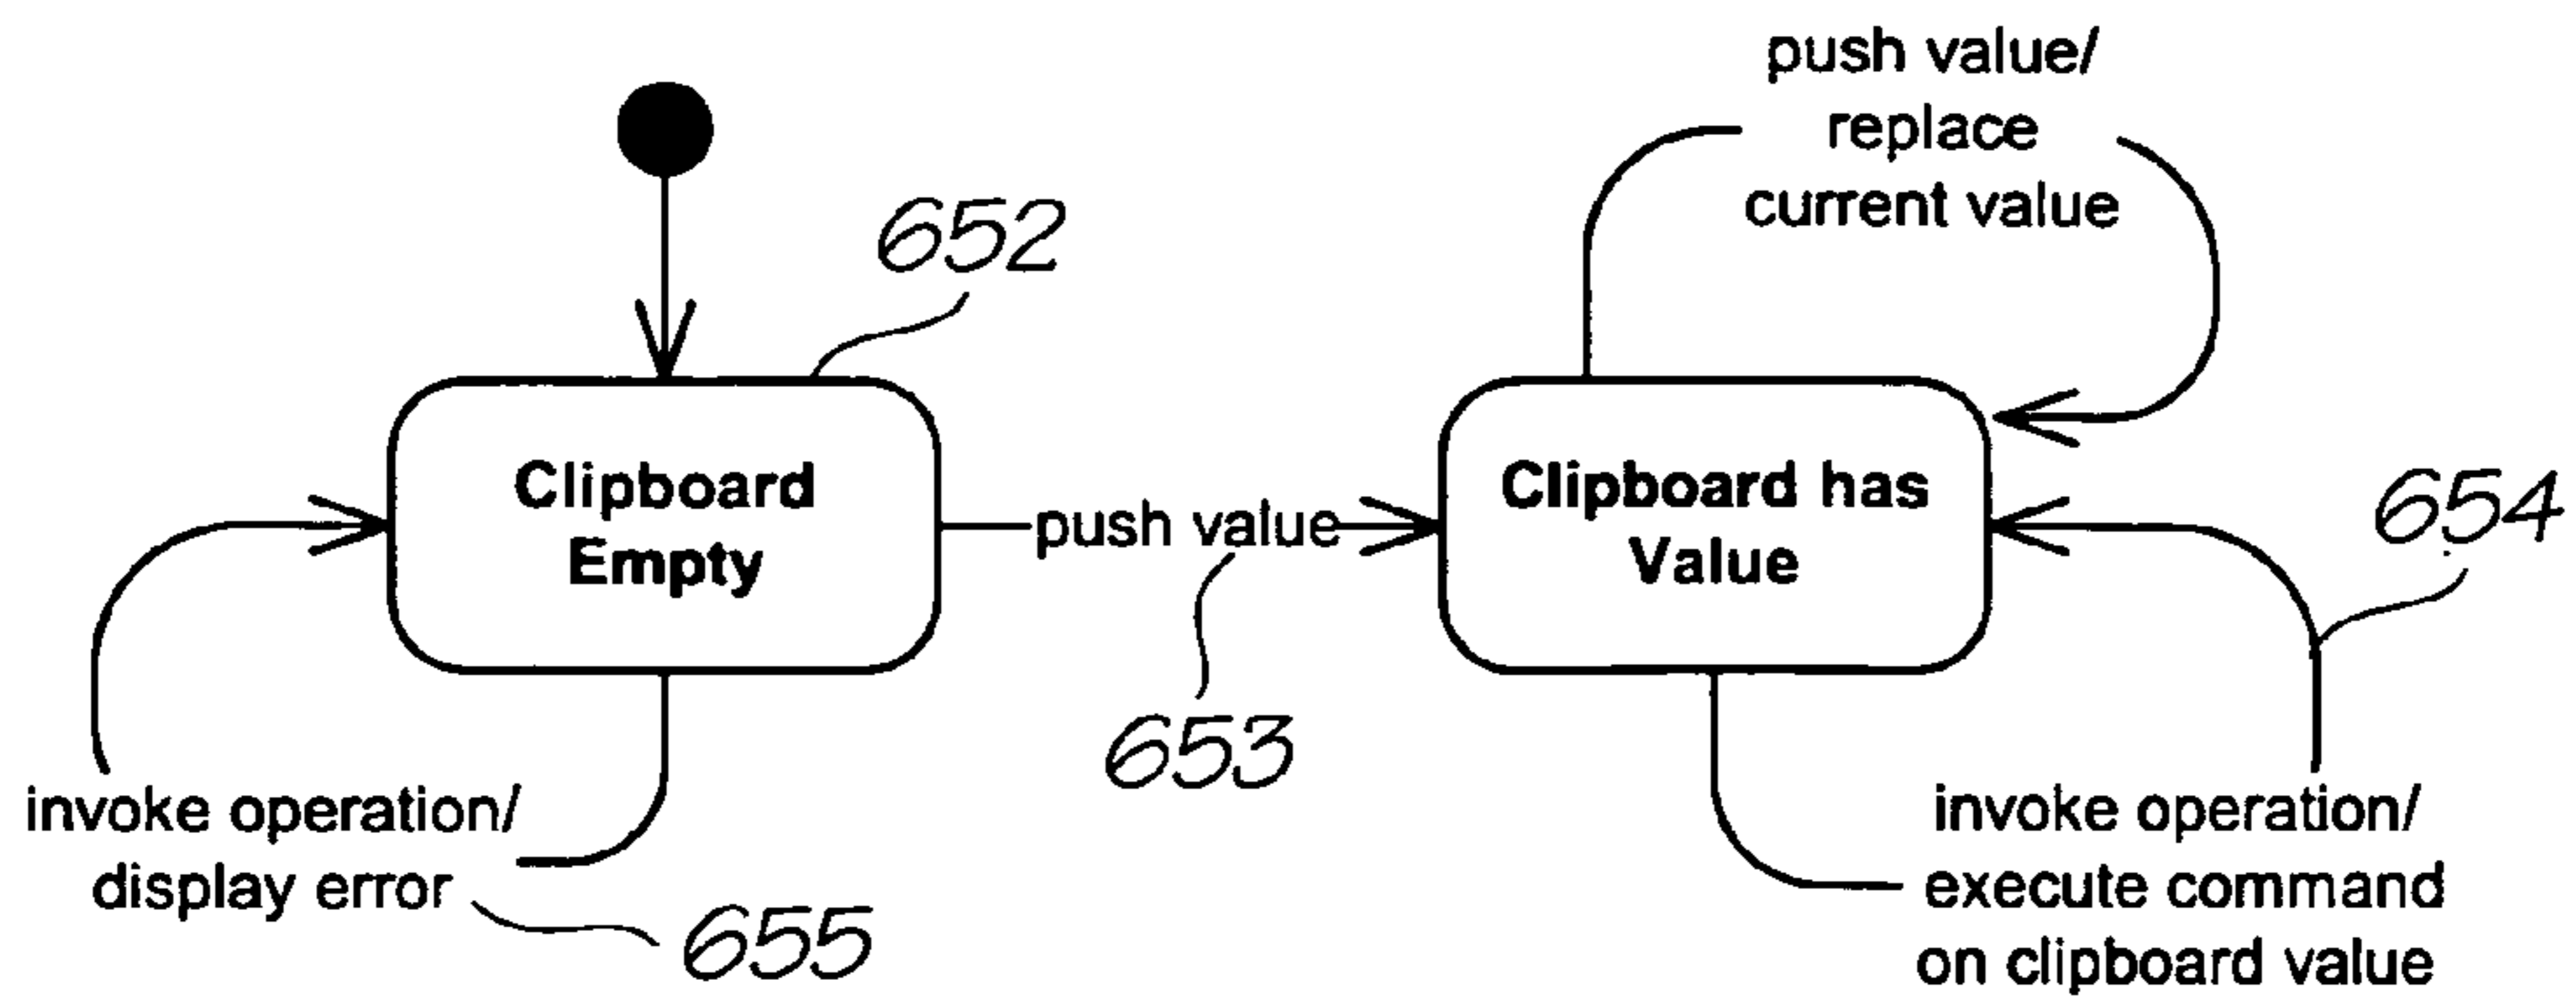 push value/
replace
current value
652
Clipboard
Empty
push value
653
Clipboard has
Value
654
invoke operation/
display error
655
invoke operation/
execute command
on clipboard value